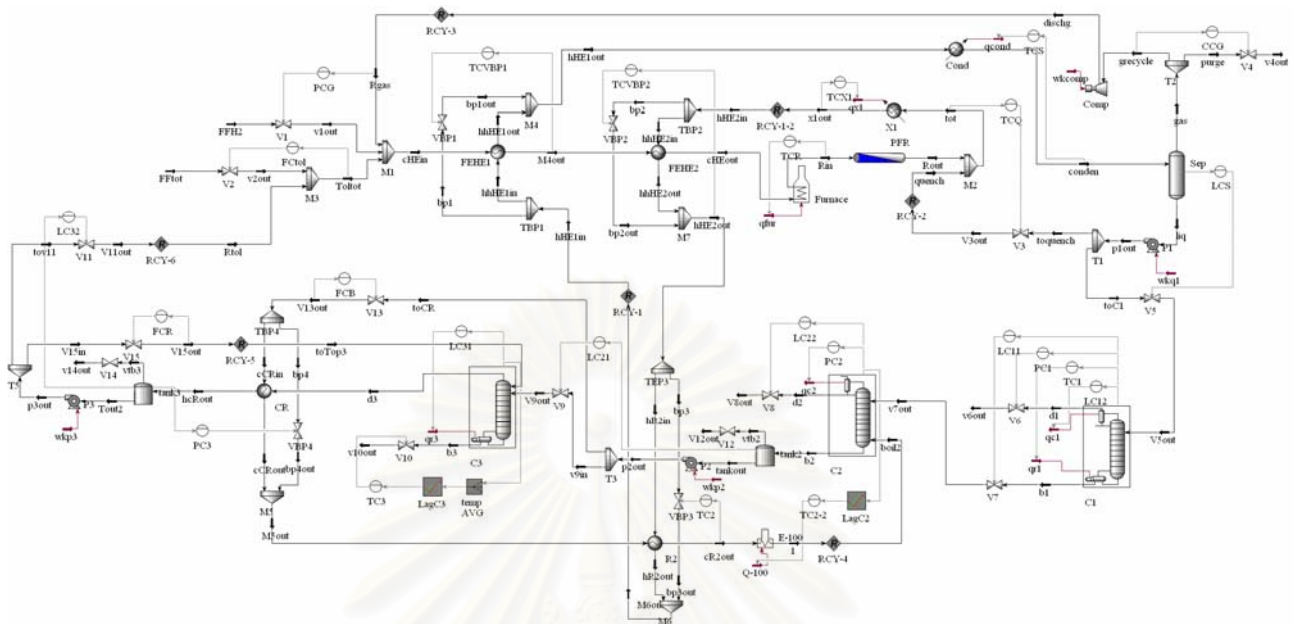 RCY-3
dischg
qcond
TCS
CCG
hHE1out
Cond
grecycle
purge
V4
v4out
TCVBP1
TCVBP2
wkcomp
T2
PCG
Rgas
bp1out
M4
bp2
TBP2
hHE2in
TCX1
qx1
Comp
FFH2
V1
v1out
VBP1
hhHE1out
VBP2
hhHE2in
RCY-1-2
x1out
X1
tot
TCQ
gas
FCtol
cHEin
FEHE1
M4out
FEHE2
cHEout
TCR
Rin
PFR
Rout
Sep
FFtot
V2
v2out
M3
Toltot
M1
quench
M2
conden
LCS
hhHE1in
hhHE2out
Furnace
LC32
bp1
TBP1
bp2out
M7
hHE2out
qfur
RCY-2
liq
tov11
V11
V11out
RCY-6
Rtol
hHE1in
V3out
V3
toquench
T1
p1out
P1
FCB
V13out
V13
toCR
wkq1
toC1
V5
RCY-1
FCR
TBP4
LC31
LC21
LC22
LC11
V15in
V15
V15out
RCY-5
toTop3
PC2
PC1
cCRin
bp4
TC1
T5
v14out
V14
vtb3
tank3
d3
TEP3
qc2
LC12
p3out
P3
Tout2
hcRout
CR
V9out
V9
hR2in
bp3
V8out
V8
d2
v7out
v6out
V6
d1
qc1
V5out
wkp3
PC3
VBP4
qr3
V12out
V12
vtb2
boil2
cCRout
bp4out
v10out
V10
b3
C3
v9in
T3
p2out
P2
tankout
tank2
b2
C2
qr1
wkp2
V7
b1
C1
M5
TC3
LagC3
temp AVG
VBP3
TC2
TC2-2
LagC2
M5out
R2
cR2out
E-100
1
RCY-4
hR2out
bp3out
Q-100
M6out
M6